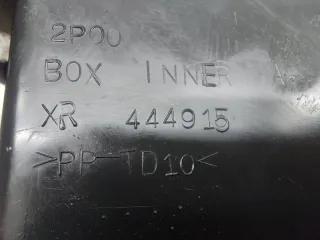 2P00
BOX INNER A
XR 444915
>PP-TD10<